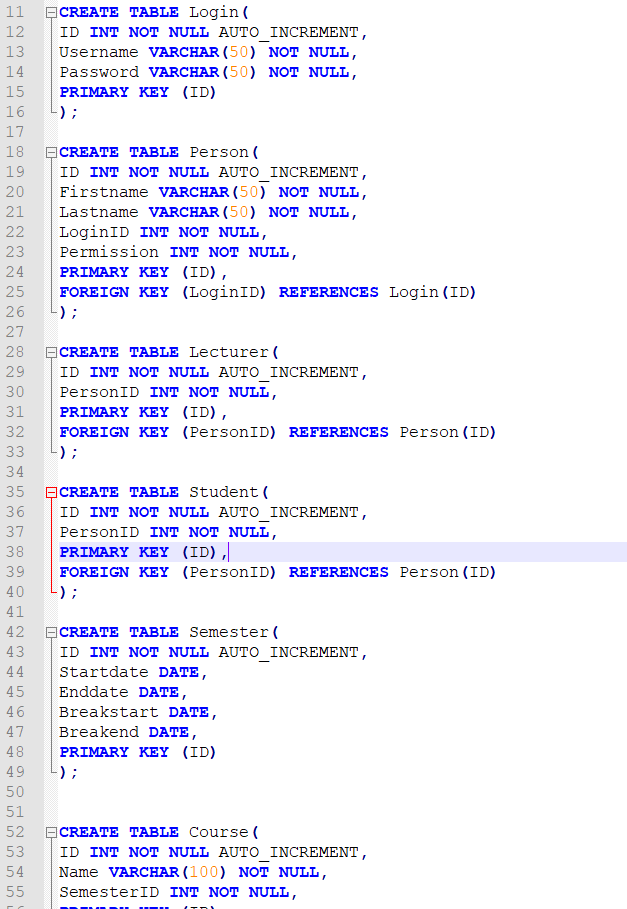 11 CREATE TABLE Login(
12 ID INT NOT NULL AUTO_INCREMENT,
13 Username VARCHAR(50) NOT NULL,
14 Password VARCHAR(50) NOT NULL,
15 PRIMARY KEY (ID)
16 );
17
18 CREATE TABLE Person(
19 ID INT NOT NULL AUTO_INCREMENT,
20 Firstname VARCHAR(50) NOT NULL,
21 Lastname VARCHAR(50) NOT NULL,
22 LoginID INT NOT NULL,
23 Permission INT NOT NULL,
24 PRIMARY KEY (ID),
25 FOREIGN KEY (LoginID) REFERENCES Login(ID)
26 );
27
28 CREATE TABLE Lecturer(
29 ID INT NOT NULL AUTO_INCREMENT,
30 PersonID INT NOT NULL,
31 PRIMARY KEY (ID),
32 FOREIGN KEY (PersonID) REFERENCES Person(ID)
33 );
34
35 CREATE TABLE Student(
36 ID INT NOT NULL AUTO_INCREMENT,
37 PersonID INT NOT NULL,
38 PRIMARY KEY (ID),
39 FOREIGN KEY (PersonID) REFERENCES Person(ID)
40 );
41
42 CREATE TABLE Semester(
43 ID INT NOT NULL AUTO_INCREMENT,
44 Startdate DATE,
45 Enddate DATE,
46 Breakstart DATE,
47 Breakend DATE,
48 PRIMARY KEY (ID)
49 );
50
51
52 CREATE TABLE Course(
53 ID INT NOT NULL AUTO_INCREMENT,
54 Name VARCHAR(100) NOT NULL,
55 SemesterID INT NOT NULL,